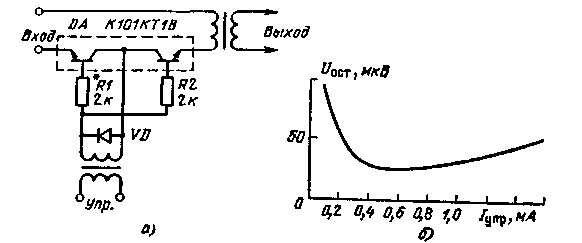 DA К101КТ1В
Вход
Выход
*R1
2к
R2
2к
VD
Упр.
а)
Uост, мкВ
50
0
0,2 0,4 0,6 0,8 1,0 Iупр, мА
б)